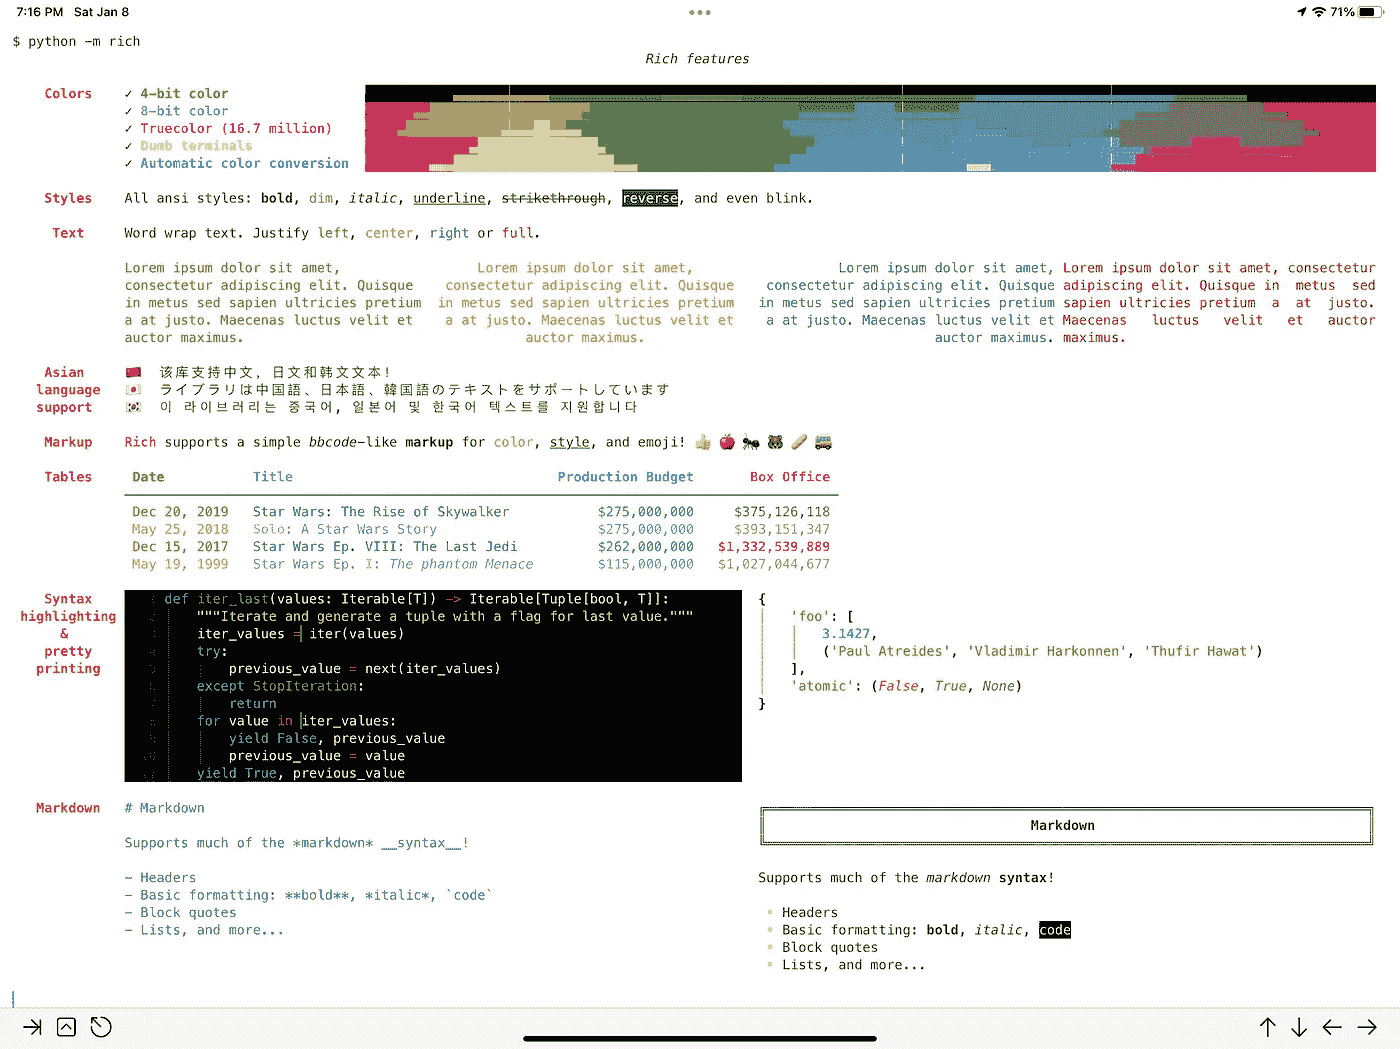 7:16 PM Sat Jan 8
71%
$ python -m rich
Rich features
Colors ✓ 4-bit color
✓ 8-bit color
✓ Truecolor (16.7 million)
✓ Dumb terminals
✓ Automatic color conversion
Styles All ansi styles: bold, dim, italic, underline, strikethrough, reverse, and even blink.
Text Word wrap text. Justify left, center, right or full.
Lorem ipsum dolor sit amet,
consectetur adipiscing elit. Quisque
in metus sed sapien ultricies pretium
a at justo. Maecenas luctus velit et
auctor maximus.
Lorem ipsum dolor sit amet,
consectetur adipiscing elit. Quisque
in metus sed sapien ultricies pretium
a at justo. Maecenas luctus velit et
auctor maximus.
Lorem ipsum dolor sit amet,
consectetur adipiscing elit. Quisque
in metus sed sapien ultricies pretium
a at justo. Maecenas luctus velit et
auctor maximus.
Lorem ipsum dolor sit amet, consectetur
adipiscing elit. Quisque in metus sed
sapien ultricies pretium a at justo.
Maecenas luctus velit et auctor
maximus.
Asian language support
🇨🇳 该库支持中文，日文和韩文文本！
🇯🇵 ライブラリは中国語、日本語、韓国語のテキストをサポートしています
🇰🇷 이 라이브러리는 중국어, 일본어 및 한국어 텍스트를 지원합니다
Markup Rich supports a simple bbcode-like markup for color, style, and emoji! 👍 🍎 🐜 🐻 🥖 🚌
Tables Date Title Production Budget Box Office
Dec 20, 2019 Star Wars: The Rise of Skywalker $275,000,000 $375,126,118
May 25, 2018 Solo: A Star Wars Story $275,000,000 $393,151,347
Dec 15, 2017 Star Wars Ep. VIII: The Last Jedi $262,000,000 $1,332,539,889
May 19, 1999 Star Wars Ep. I: The phantom Menace $115,000,000 $1,027,044,677
Syntax
highlighting
&
pretty
printing
def iter_last(values: Iterable[T]) -> Iterable[Tuple[bool, T]]:
"""Iterate and generate a tuple with a flag for last value."""
iter_values = iter(values)
try:
previous_value = next(iter_values)
except StopIteration:
return
for value in iter_values:
yield False, previous_value
previous_value = value
yield True, previous_value
{
'foo': [
3.1427,
('Paul Atreides', 'Vladimir Harkonnen', 'Thufir Hawat')
],
'atomic': (False, True, None)
}
Markdown # Markdown
Supports much of the *markdown* __syntax__!
- Headers
- Basic formatting: **bold**, *italic*, `code`
- Block quotes
- Lists, and more...
Markdown
Supports much of the markdown syntax!
• Headers
• Basic formatting: bold, italic, code
• Block quotes
• Lists, and more...